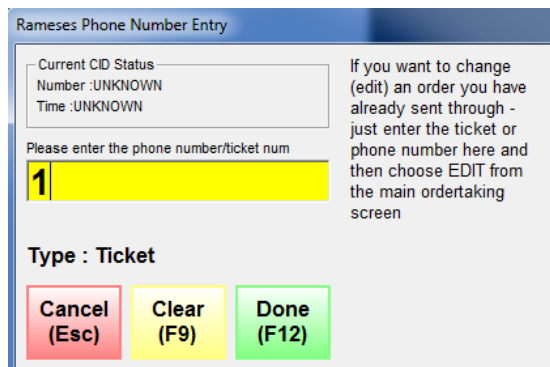 Rameses Phone Number Entry
Current CID Status
Number :UNKNOWN
Time :UNKNOWN
Please enter the phone number/ticket num
1
Type : Ticket
Cancel
(Esc)
Clear
(F9)
Done
(F12)
If you want to change
(edit) an order you have
already sent through -
just enter the ticket or
phone number here and
then choose EDIT from
the main ordertaking
screen